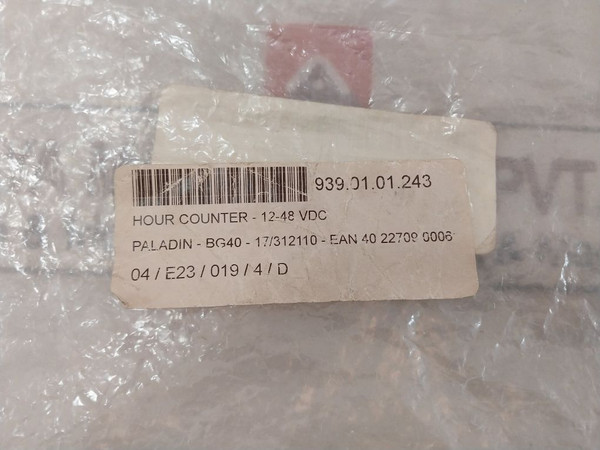 939.01.01.243
HOUR COUNTER - 12-48 VDC
PALADIN - BG40 - 17/312110 - EAN 40 22709
04 / E23 / 019 / 4 / D
PVT